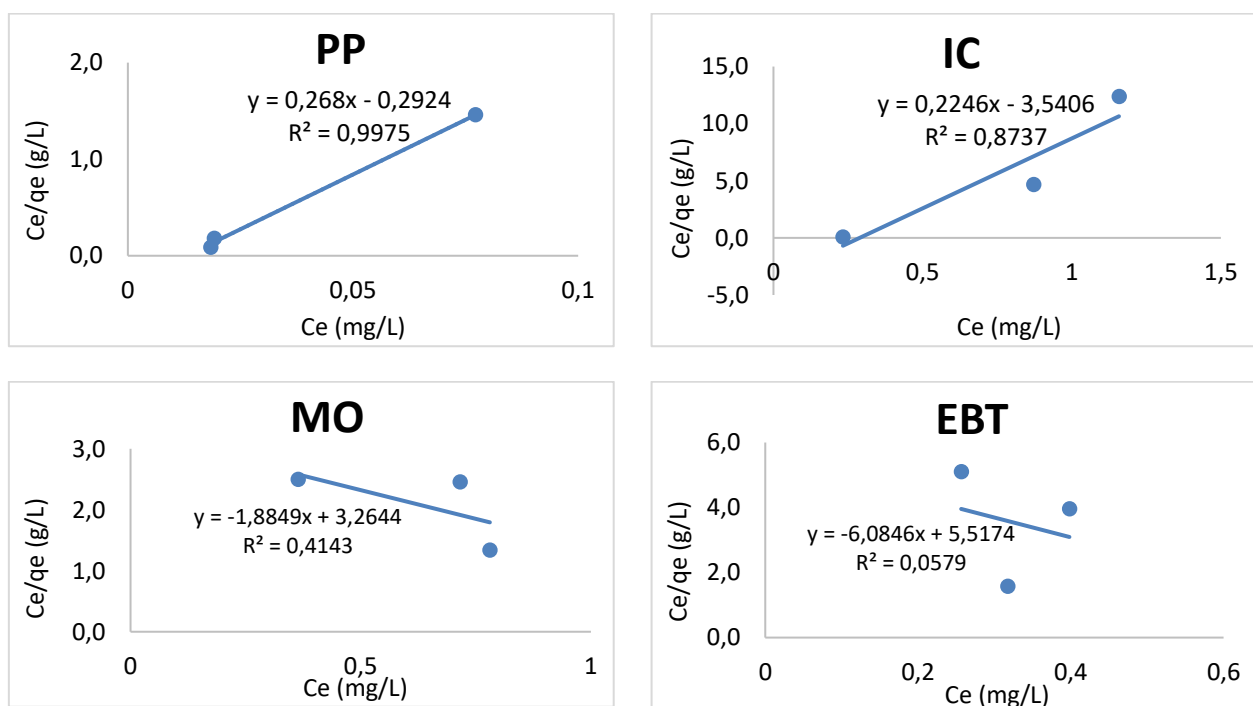 PP
2,0
1,0
0,0
y = 0,268x - 0,2924
R² = 0,9975
Ce/qe (g/L)
0
0,05
0,1
Ce (mg/L)
IC
15,0
10,0
5,0
0,0
-5,0
y = 0,2246x - 3,5406
R² = 0,8737
Ce/qe (g/L)
0
0,5
1
1,5
Ce (mg/L)
MO
3,0
2,0
1,0
0,0
y = -1,8849x + 3,2644
R² = 0,4143
Ce/qe (g/L)
0
0,5
1
Ce (mg/L)
EBT
6,0
4,0
2,0
0,0
y = -6,0846x + 5,5174
R² = 0,0579
Ce/qe (g/L)
0
0,2
0,4
0,6
Ce (mg/L)